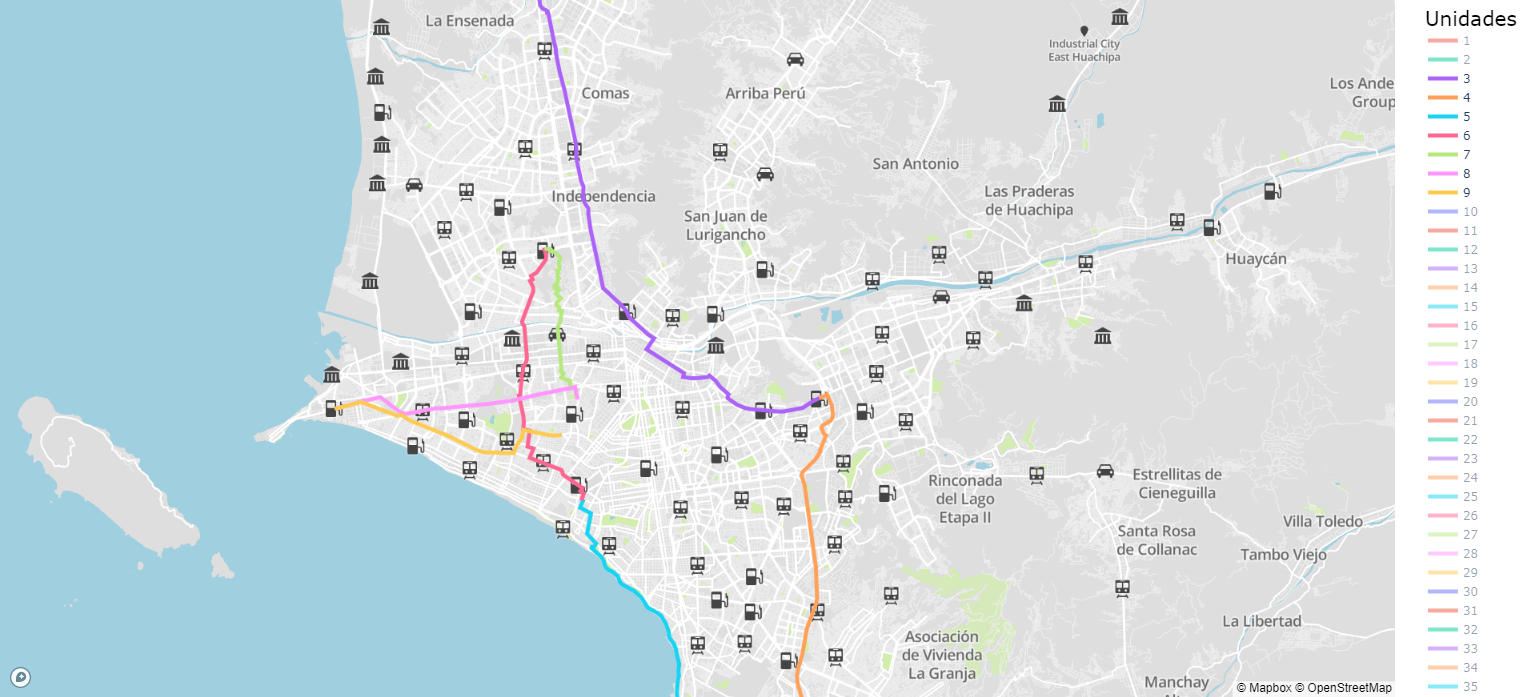 La Ensenada
Comas
Arriba Perú
Industrial City
East Huachipa
Los Ande
Group
San Antonio
Independencia
San Juan de
Lurigancho
Las Praderas
de Huachipa
Huaycán
Rinconada
del Lago
Etapa II
Estrellitas de
Cieneguilla
Santa Rosa
de Collanac
Villa Toledo
Tambo Viejo
La Libertad
Asociación
de Vivienda
La Granja
Manchay
© Mapbox © OpenStreetMap
Unidades
1
2
3
4
5
6
7
8
9
10
11
12
13
14
15
16
17
18
19
20
21
22
23
24
25
26
27
28
29
30
31
32
33
34
35